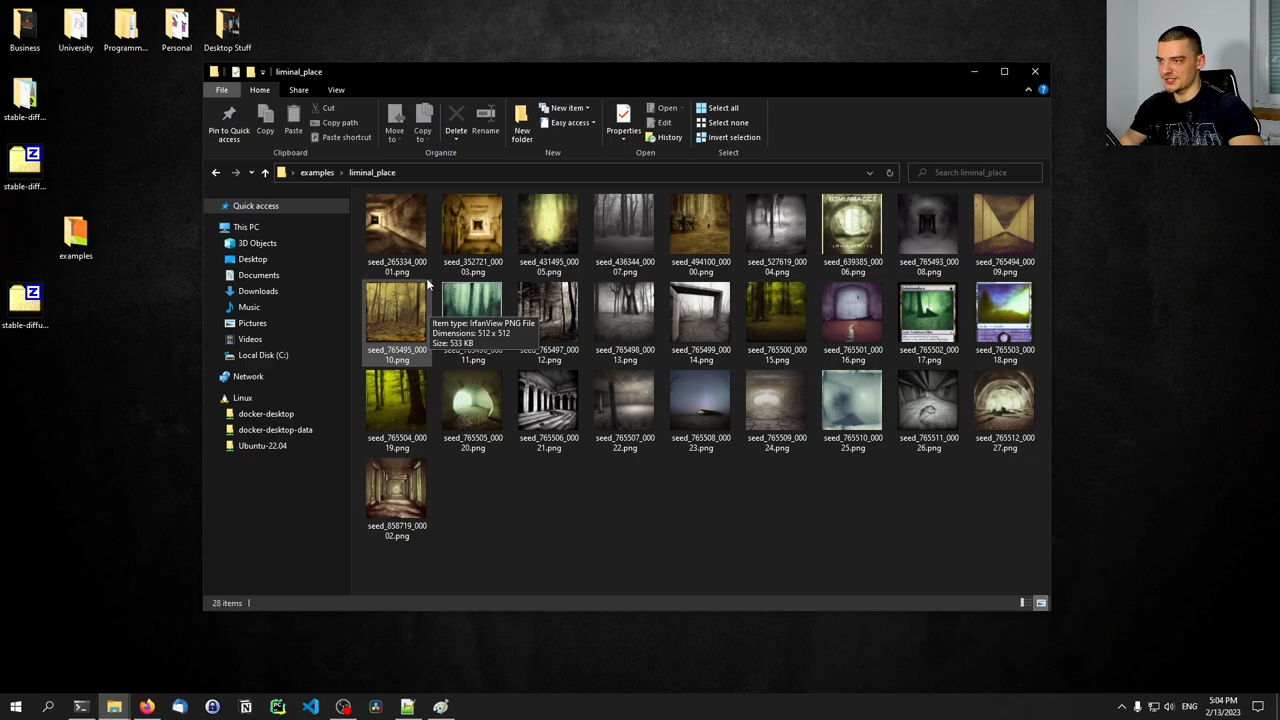 Business
University
Programm...
Personal
Desktop Stuff
stable-diff...
stable-diff...
examples
stable-diffu...
liminal_place
File
Home
Share
View
Pin to Quick
access
Copy
Paste
Cut
Copy path
Paste shortcut
Clipboard
Move
to
Copy
to
Delete
Rename
Organize
New
folder
New item
Easy access
New
Properties
Open
Edit
History
Open
Select all
Select none
Invert selection
Select
examples
liminal_place
Search liminal_place
Quick access
This PC
3D Objects
Desktop
Documents
Downloads
Music
Pictures
Videos
Local Disk (C:)
Network
Linux
docker-desktop
docker-desktop-data
Ubuntu-22.04
seed_265334_000
01.png
seed_352721_000
03.png
seed_431495_000
05.png
seed_436344_000
07.png
seed_494100_000
00.png
seed_527619_000
04.png
seed_639385_000
06.png
seed_765493_000
08.png
seed_765494_000
09.png
seed_765495_000
10.png
11.png
seed_765497_000
12.png
seed_765498_000
13.png
seed_765499_000
14.png
seed_765500_000
15.png
seed_765501_000
16.png
seed_765502_000
17.png
seed_765503_000
18.png
Item type: IrfanView PNG File
Dimensions: 512 x 512
Size: 533 KB
seed_765504_000
19.png
seed_765505_000
20.png
seed_765506_000
21.png
seed_765507_000
22.png
seed_765508_000
23.png
seed_765509_000
24.png
seed_765510_000
25.png
seed_765511_000
26.png
seed_765512_000
27.png
seed_858719_000
02.png
28 items
ENG
5:04 PM
2/13/2023